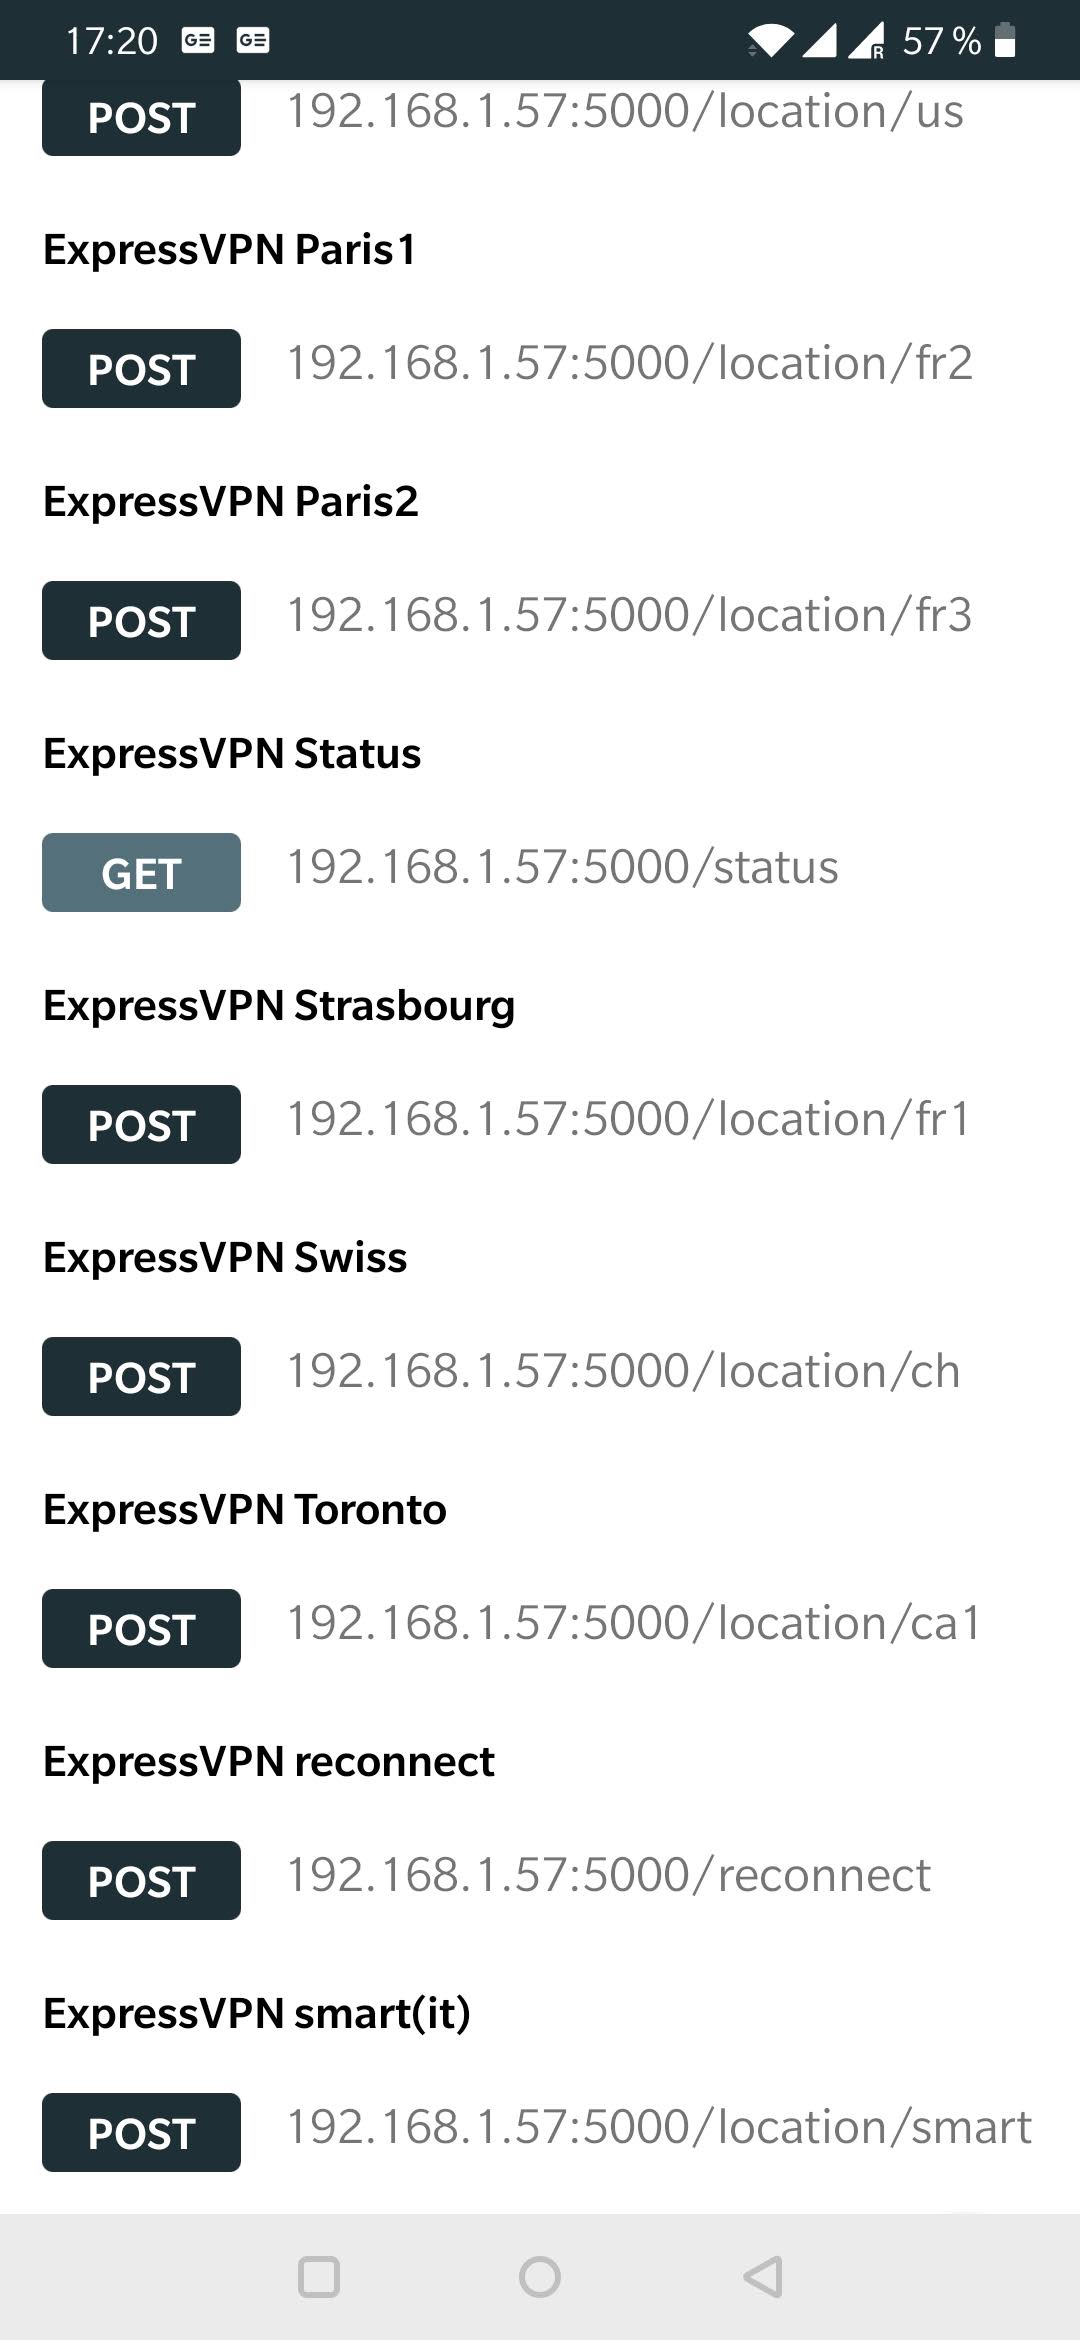 17:20 GE GE R 57 %
POST 192.168.1.57:5000/location/us
ExpressVPN Paris1
POST 192.168.1.57:5000/location/fr2
ExpressVPN Paris2
POST 192.168.1.57:5000/location/fr3
ExpressVPN Status
GET 192.168.1.57:5000/status
ExpressVPN Strasbourg
POST 192.168.1.57:5000/location/fr1
ExpressVPN Swiss
POST 192.168.1.57:5000/location/ch
ExpressVPN Toronto
POST 192.168.1.57:5000/location/ca1
ExpressVPN reconnect
POST 192.168.1.57:5000/reconnect
ExpressVPN smart(it)
POST 192.168.1.57:5000/location/smart